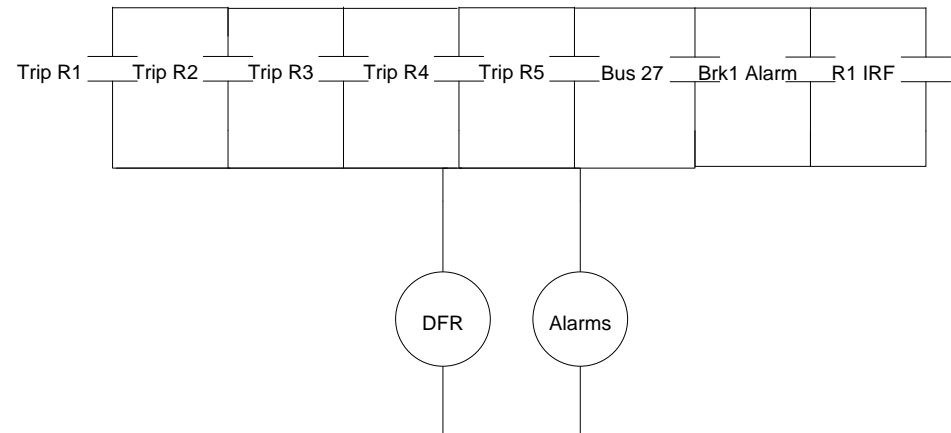 Trip R1 Trip R2 Trip R3 Trip R4 Trip R5 Bus 27 Brk1 Alarm R1 IRF
DFR Alarms